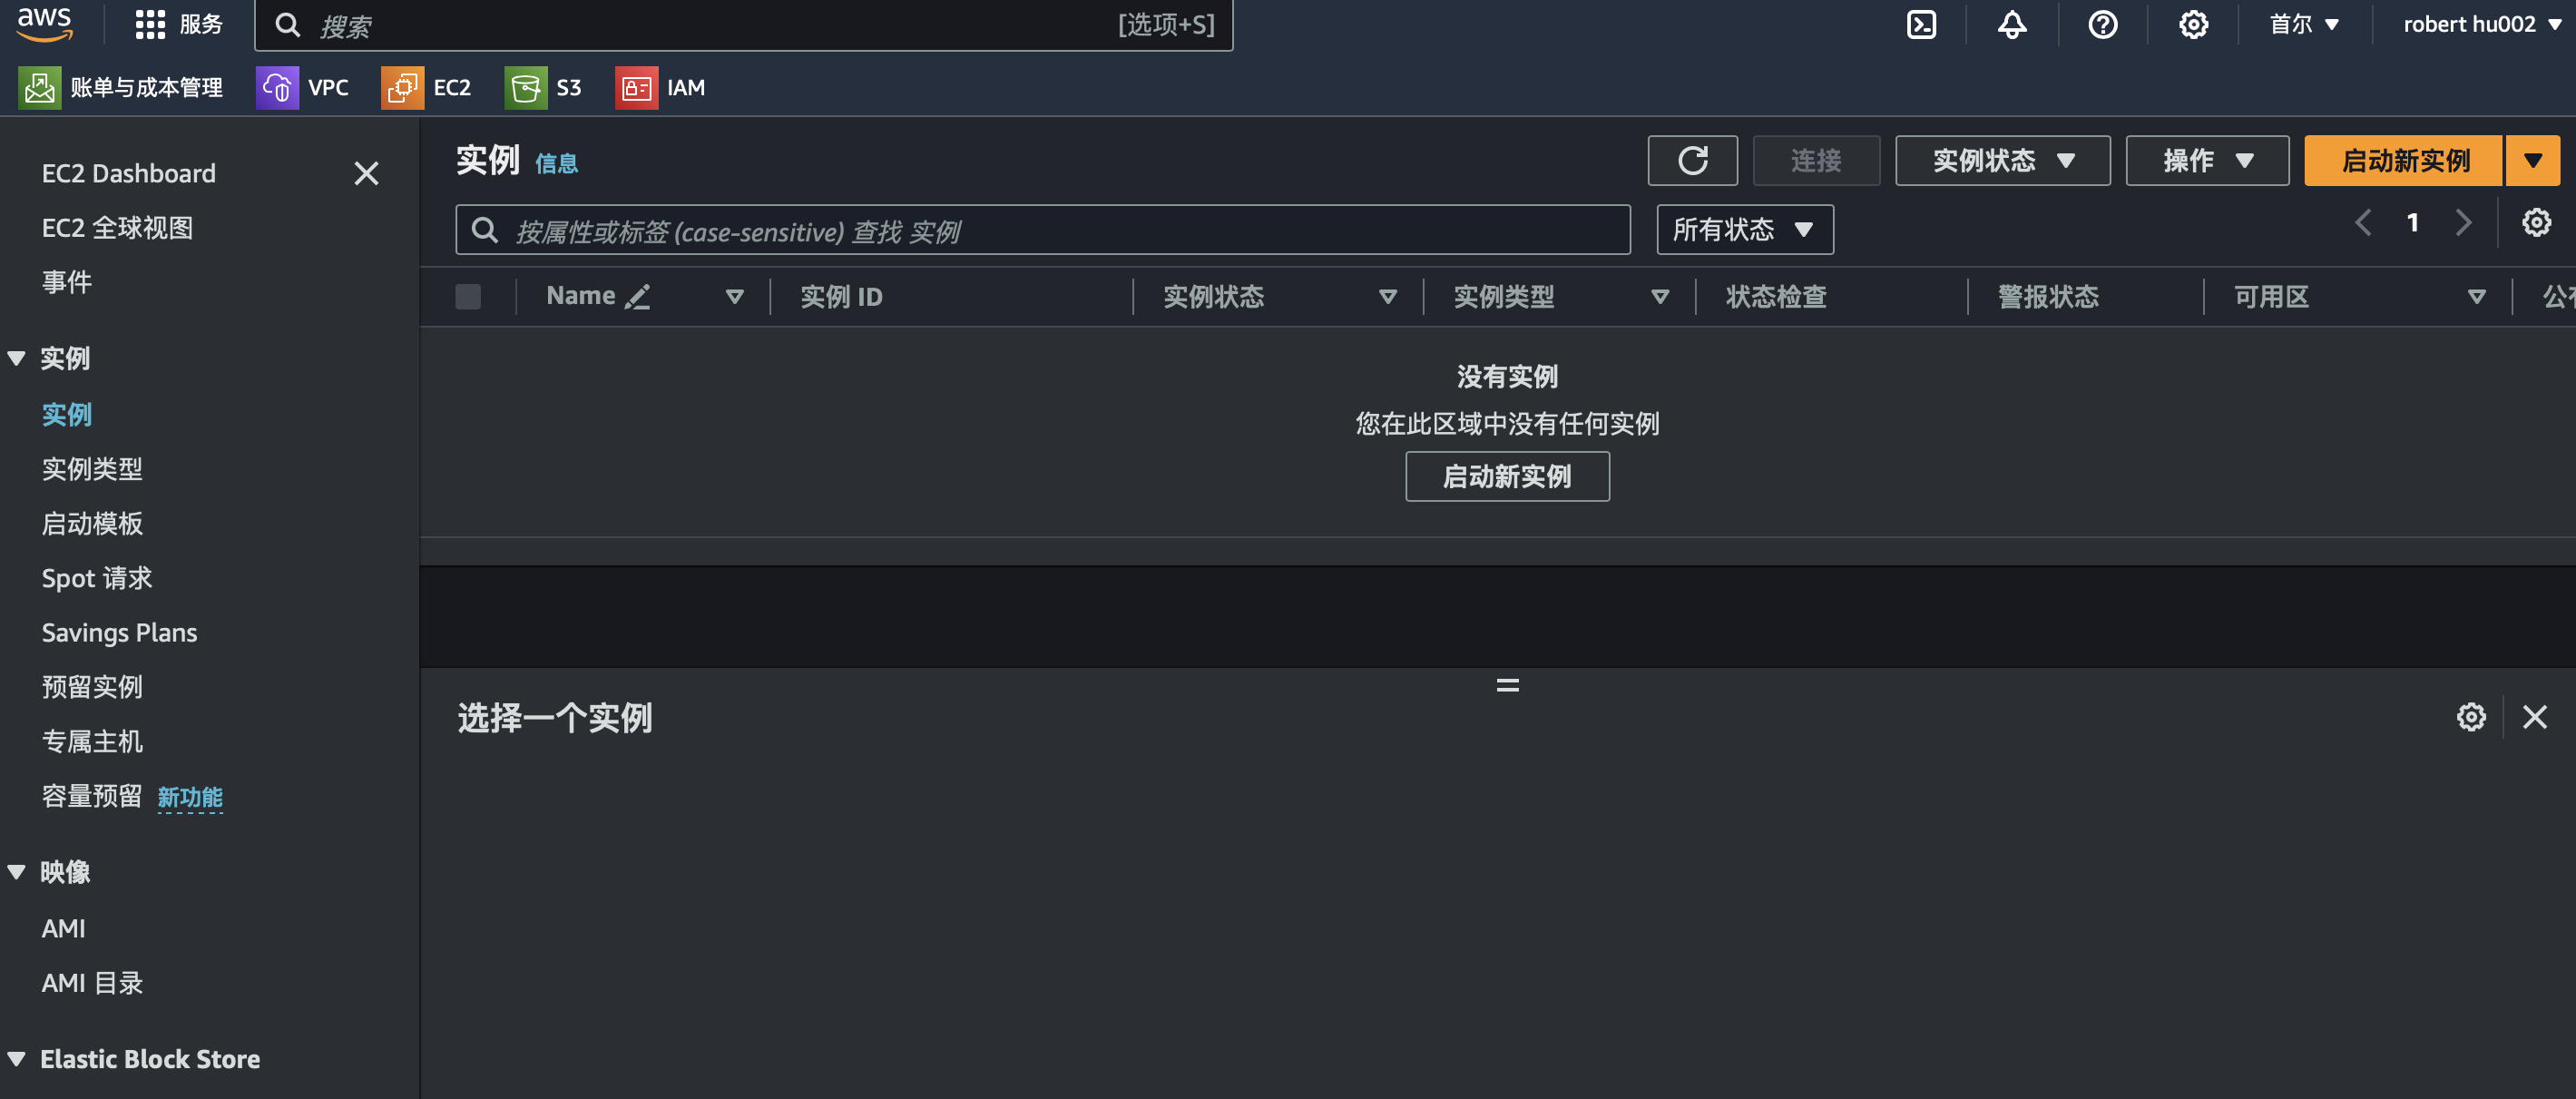 aws 服务 搜索 [选项+S] 首尔 robert hu002
账单与成本管理 VPC EC2 S3 IAM
EC2 Dashboard
EC2 全球视图
事件
实例
实例
实例类型
启动模板
Spot 请求
Savings Plans
预留实例
专属主机
容量预留 新功能
映像
AMI
AMI 目录
Elastic Block Store
实例 信息 连接 实例状态 操作 启动新实例
按属性或标签 (case-sensitive) 查找 实例 所有状态 1
Name 实例 ID 实例状态 实例类型 状态检查 警报状态 可用区 公
没有实例
您在此区域中没有任何实例
启动新实例
选择一个实例